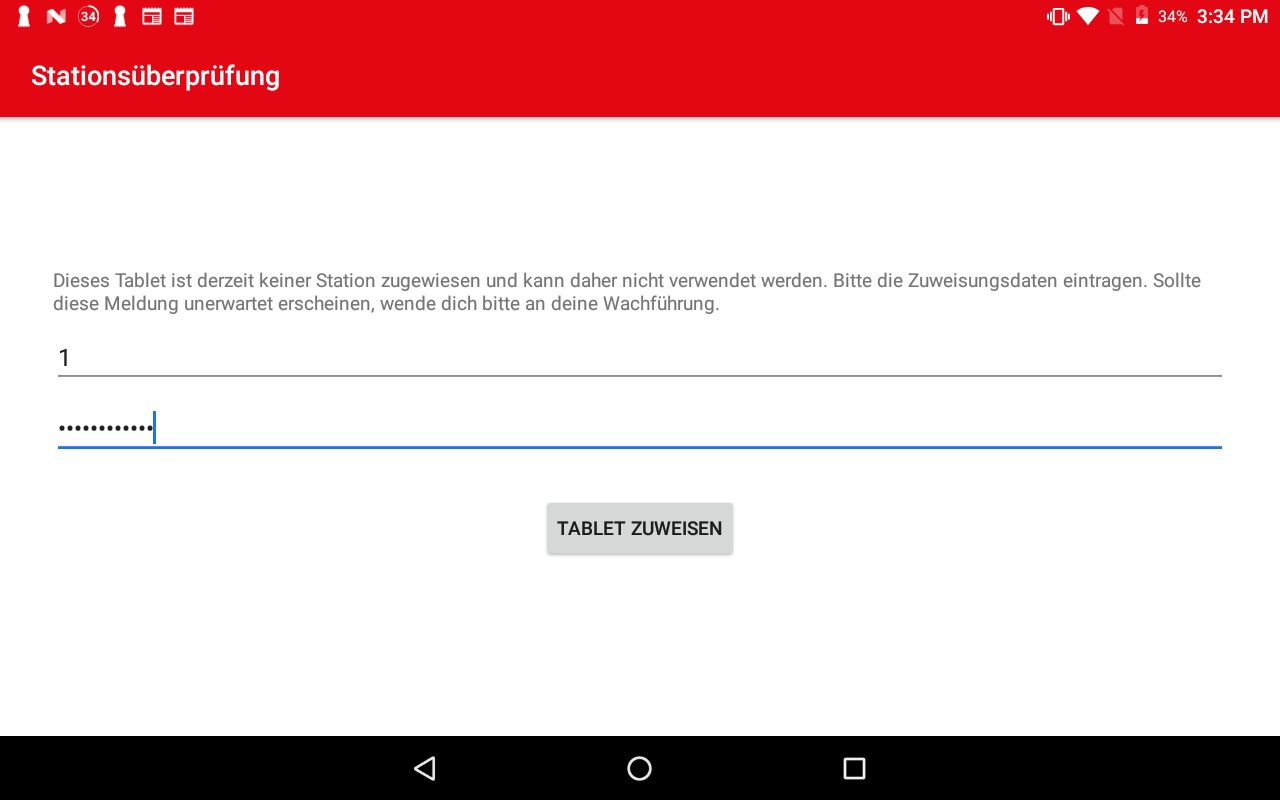 34 34% 3:34 PM
Stationsüberprüfung
Dieses Tablet ist derzeit keiner Station zugewiesen und kann daher nicht verwendet werden. Bitte die Zuweisungsdaten eintragen. Sollte
diese Meldung unerwartet erscheinen, wende dich bitte an deine Wachführung.
1
••••••••••••
TABLET ZUWEISEN